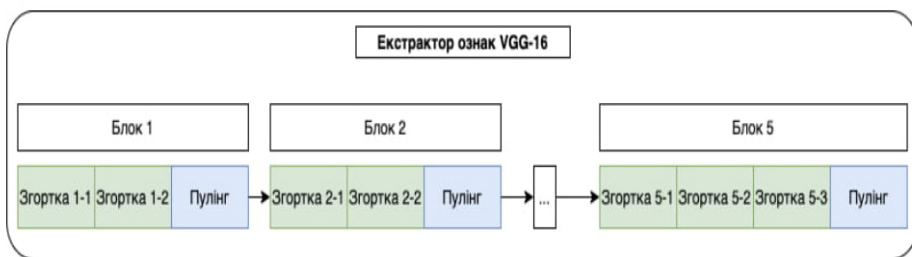 Екстрактор ознак VGG-16
Блок 1
Блок 2
Блок 5
Згортка 1-1 Згортка 1-2 Пулінг
Згортка 2-1 Згортка 2-2 Пулінг
...
Згортка 5-1 Згортка 5-2 Згортка 5-3 Пулінг